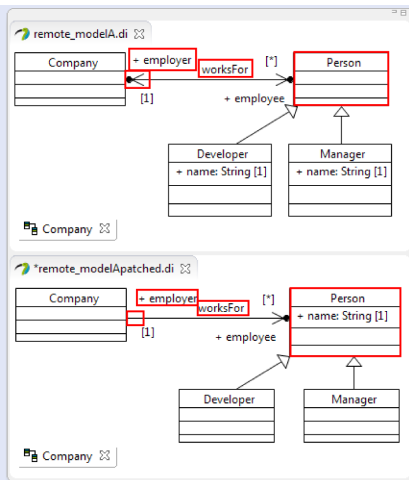 remote_modelA.di
Company
+ employer
worksFor
[*]
Person
[1]
+ employee
Developer
+ name: String [1]
Manager
+ name: String [1]
Company
*remote_modelApatched.di
Company
+ employer
worksFor
[*]
Person
+ name: String [1]
[1]
+ employee
Developer
Manager
Company